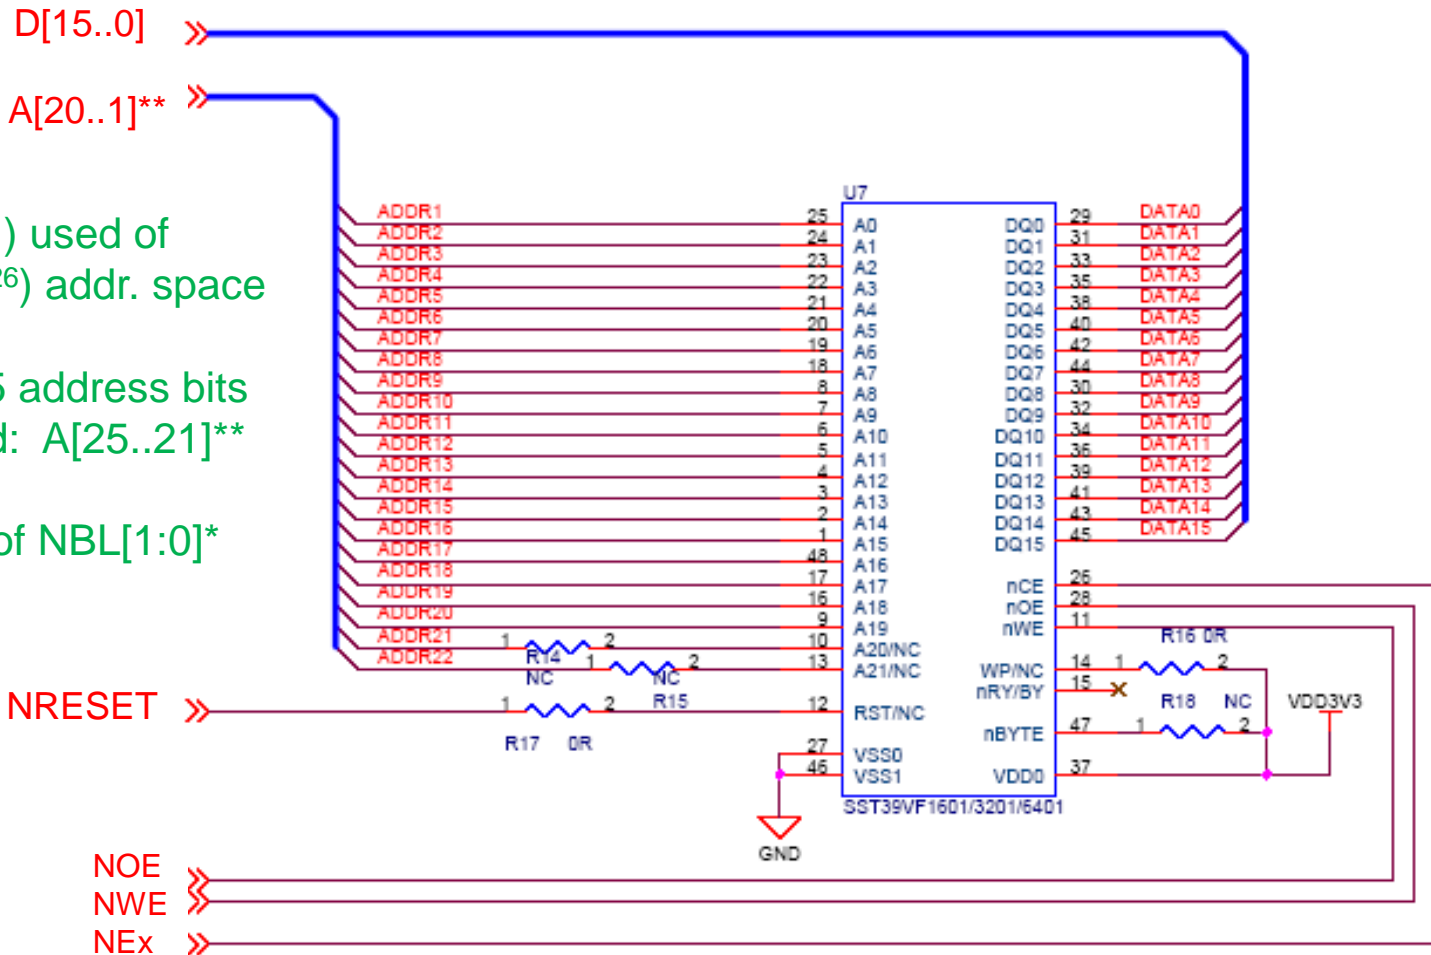 D[15..0]
A[20..1]**
) used of
26) addr. space
5 address bits
d: A[25..21]**
of NBL[1:0]*
NRESET
NOE
NWE
NEx
ADDR1
ADDR2
ADDR3
ADDR4
ADDR5
ADDR6
ADDR7
ADDR8
ADDR9
ADDR10
ADDR11
ADDR12
ADDR13
ADDR14
ADDR15
ADDR16
ADDR17
ADDR18
ADDR19
ADDR20
ADDR21
ADDR22
1 2
R14
NC
1 2
NC
R15
1 2
R17 0R
U7
25 A0
24 A1
23 A2
22 A3
21 A4
20 A5
19 A6
18 A7
8 A8
7 A9
6 A10
5 A11
4 A12
3 A13
2 A14
1 A15
48 A16
17 A17
16 A18
9 A19
10 A20/NC
13 A21/NC
12 RST/NC
27 VSS0
46 VSS1
DQ0 29 DATA0
DQ1 31 DATA1
DQ2 33 DATA2
DQ3 35 DATA3
DQ4 38 DATA4
DQ5 40 DATA5
DQ6 42 DATA6
DQ7 44 DATA7
DQ8 30 DATA8
DQ9 32 DATA9
DQ10 34 DATA10
DQ11 36 DATA11
DQ12 39 DATA12
DQ13 41 DATA13
DQ14 43 DATA14
DQ15 45 DATA15
nCE 26
nOE 28
nWE 11
R16 0R
WP/NC 14 1 2
nRY/BY 15
R18 NC
nBYTE 47 1 2
VDD0 37
VDD3V3
SST39VF1601/3201/6401
GND